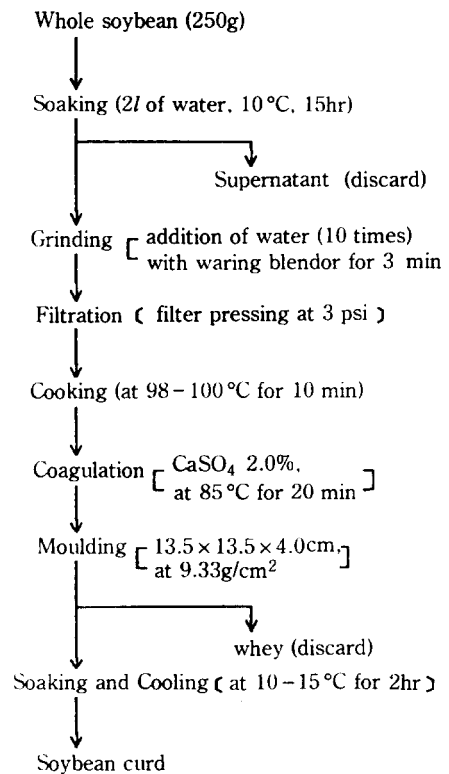 Whole soybean (250g)
Soaking (2l of water, 10°C, 15hr)
Supernatant (discard)
Grinding [ addition of water (10 times)
with waring blendor for 3 min
Filtration ( filter pressing at 3 psi )
Cooking (at 98–100°C for 10 min)
Coagulation [ CaSO₄ 2.0%, ]
at 85°C for 20 min
Moulding [ 13.5×13.5×4.0cm, ]
at 9.33g/cm²
whey (discard)
Soaking and Cooling ( at 10–15°C for 2hr )
Soybean curd